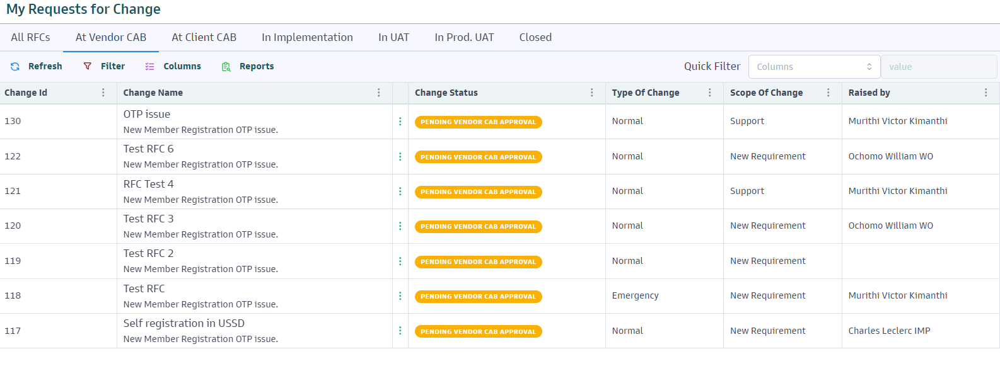 My Requests for Change
All RFCs At Vendor CAB At Client CAB In Implementation In UAT In Prod. UAT Closed
Refresh Filter Columns Reports Quick Filter Columns value
Change Id Change Name Change Status Type Of Change Scope Of Change Raised by
130 OTP issue PENDING VENDOR CAB APPROVAL Normal Support Murithi Victor Kimanthi
New Member Registration OTP issue.
122 Test RFC 6 PENDING VENDOR CAB APPROVAL Normal New Requirement Ochomo William WO
New Member Registration OTP issue.
121 RFC Test 4 PENDING VENDOR CAB APPROVAL Normal Support Murithi Victor Kimanthi
New Member Registration OTP issue.
120 Test RFC 3 PENDING VENDOR CAB APPROVAL Normal New Requirement Ochomo William WO
New Member Registration OTP issue.
119 Test RFC 2 PENDING VENDOR CAB APPROVAL Normal New Requirement
New Member Registration OTP issue.
118 Test RFC PENDING VENDOR CAB APPROVAL Emergency New Requirement Murithi Victor Kimanthi
New Member Registration OTP issue.
117 Self registration in USSD PENDING VENDOR CAB APPROVAL Normal New Requirement Charles Leclerc IMP
New Member Registration OTP issue.